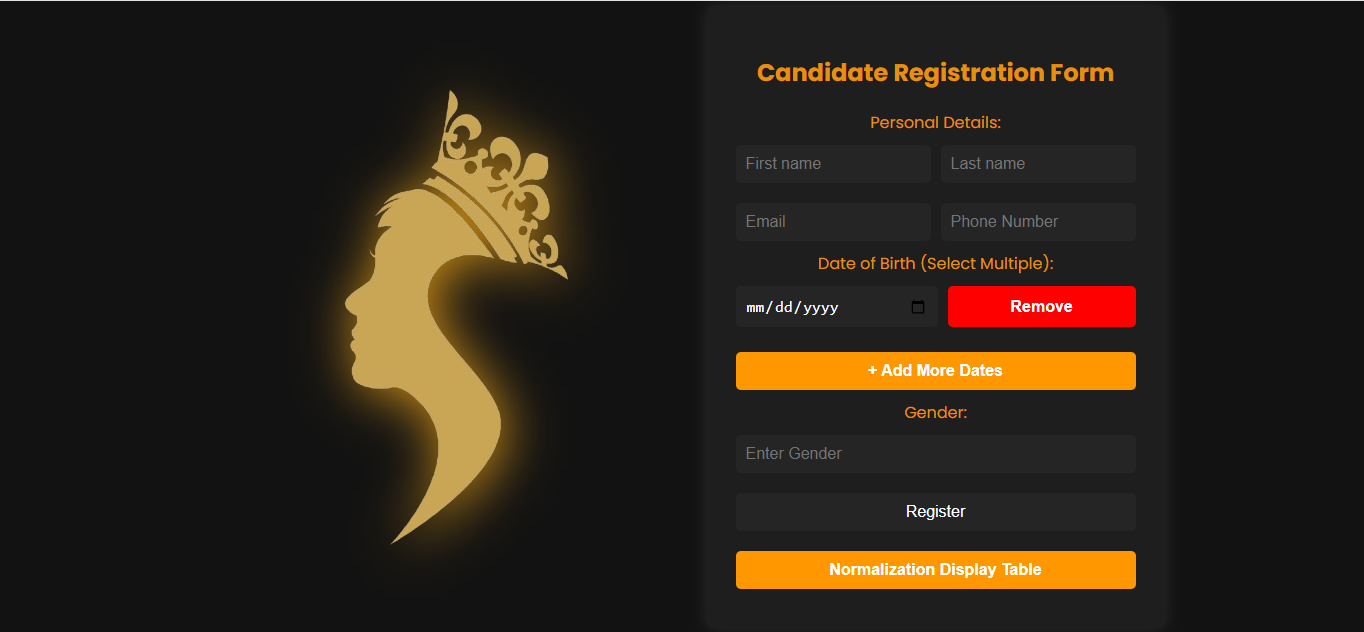 Candidate Registration Form
Personal Details:
First name Last name
Email Phone Number
Date of Birth (Select Multiple):
mm/dd/yyyy Remove
+ Add More Dates
Gender:
Enter Gender
Register
Normalization Display Table